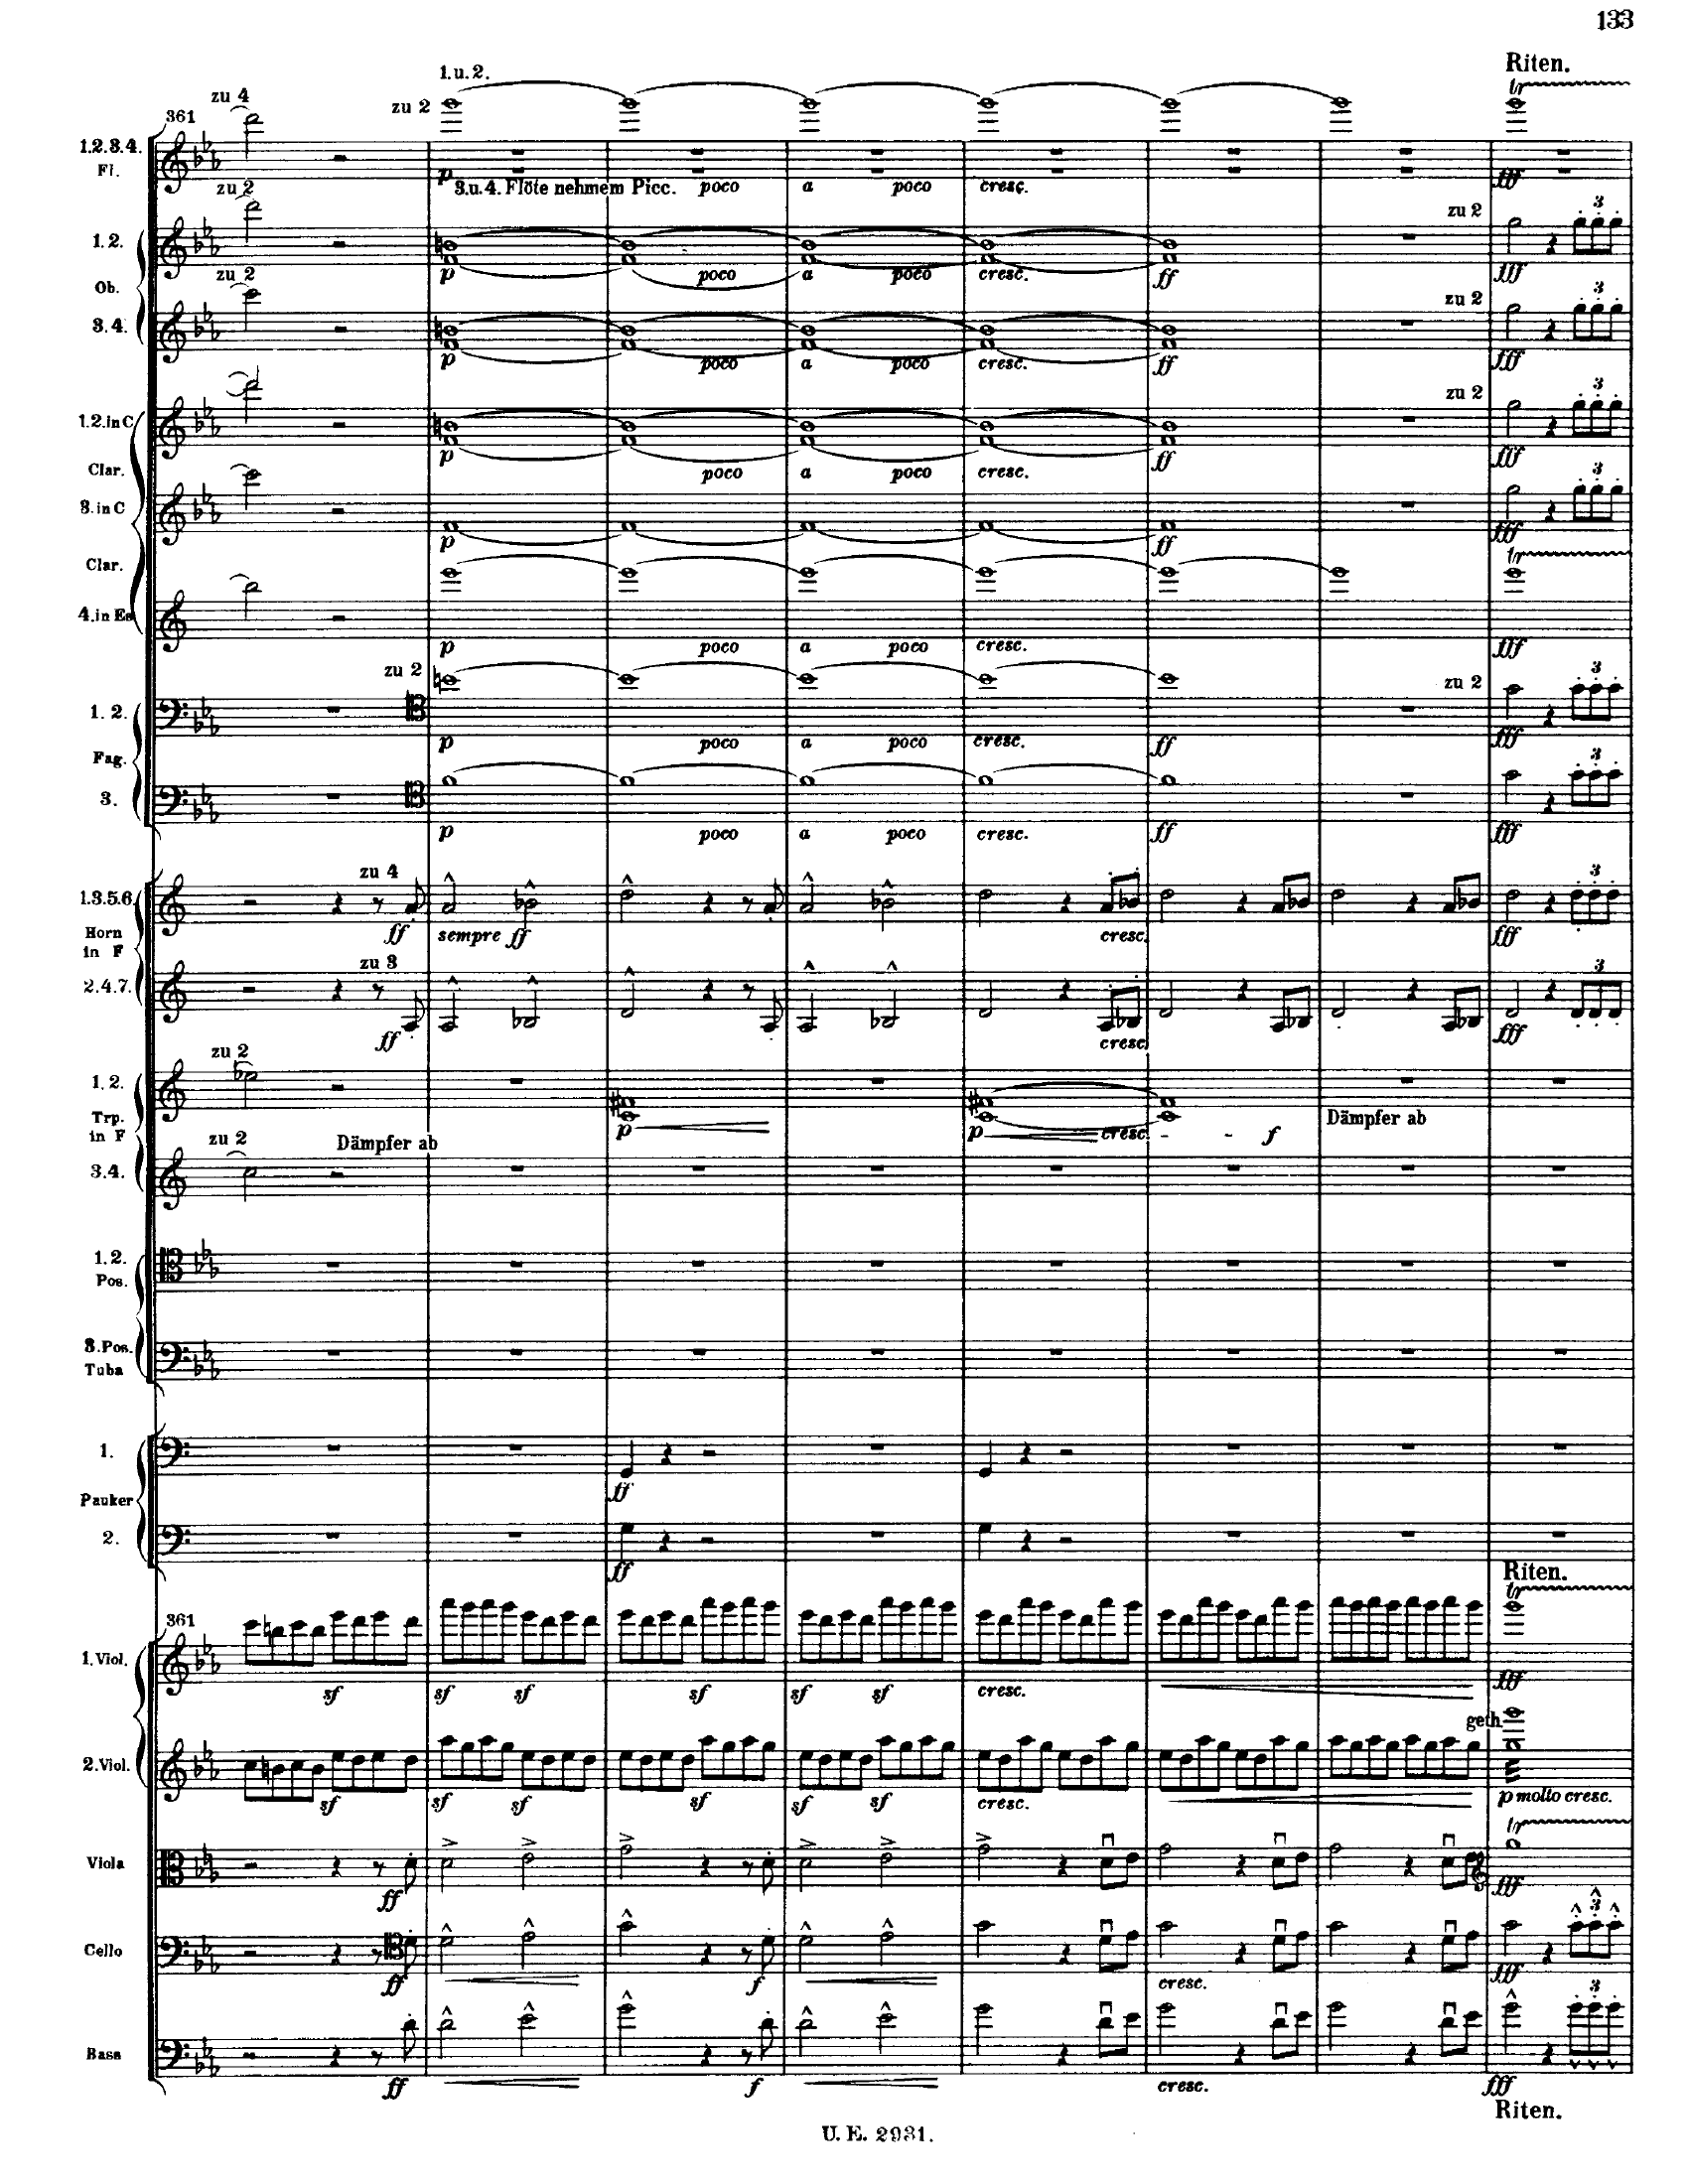 133
Riten.
1. u. 2.
zu 4
zu 2
361
tr
1.2.3.4.
Fl.
p
3. u. 4. Flöte nehmem Picc. poco a poco cresc.
fff
zu 2
zu 2
3
1. 2.
p poco a poco cresc. ff fff
zu 2
Ob.
zu 2
3
3. 4.
p poco a poco cresc. ff fff
zu 2
3
1.2. in C
p ff fff
poco a poco cresc.
Clar.
3
3. in C
p ff fff
Clar.
tr
4. in Es
p poco a poco cresc. fff
zu 2
zu 2
3
1. 2.
p poco a poco cresc. ff fff
Fag.
3
3.
p poco a poco cresc. ff fff
zu 4
3
1.3.5.6.
ff sempre ff cresc. fff
Horn
in F
zu 3
3
2.4.7.
ff cresc. fff
zu 2
1. 2.
p p cresc. - - f
Dämpfer ab
Trp.
in F
zu 2
Dämpfer ab
3. 4.
1. 2.
Pos.
3. Pos.
Tuba
1.
ff
Pauker
2.
ff
Riten.
tr
361
1. Viol.
sf sf sf sf sf sf cresc. fff
geth.
2. Viol.
sf sf sf sf sf sf cresc. p molto cresc.
tr
Viola
ff fff
3
Cello
ff f cresc. fff
3
Bass
ff f cresc. fff
Riten.
U. E. 2931.